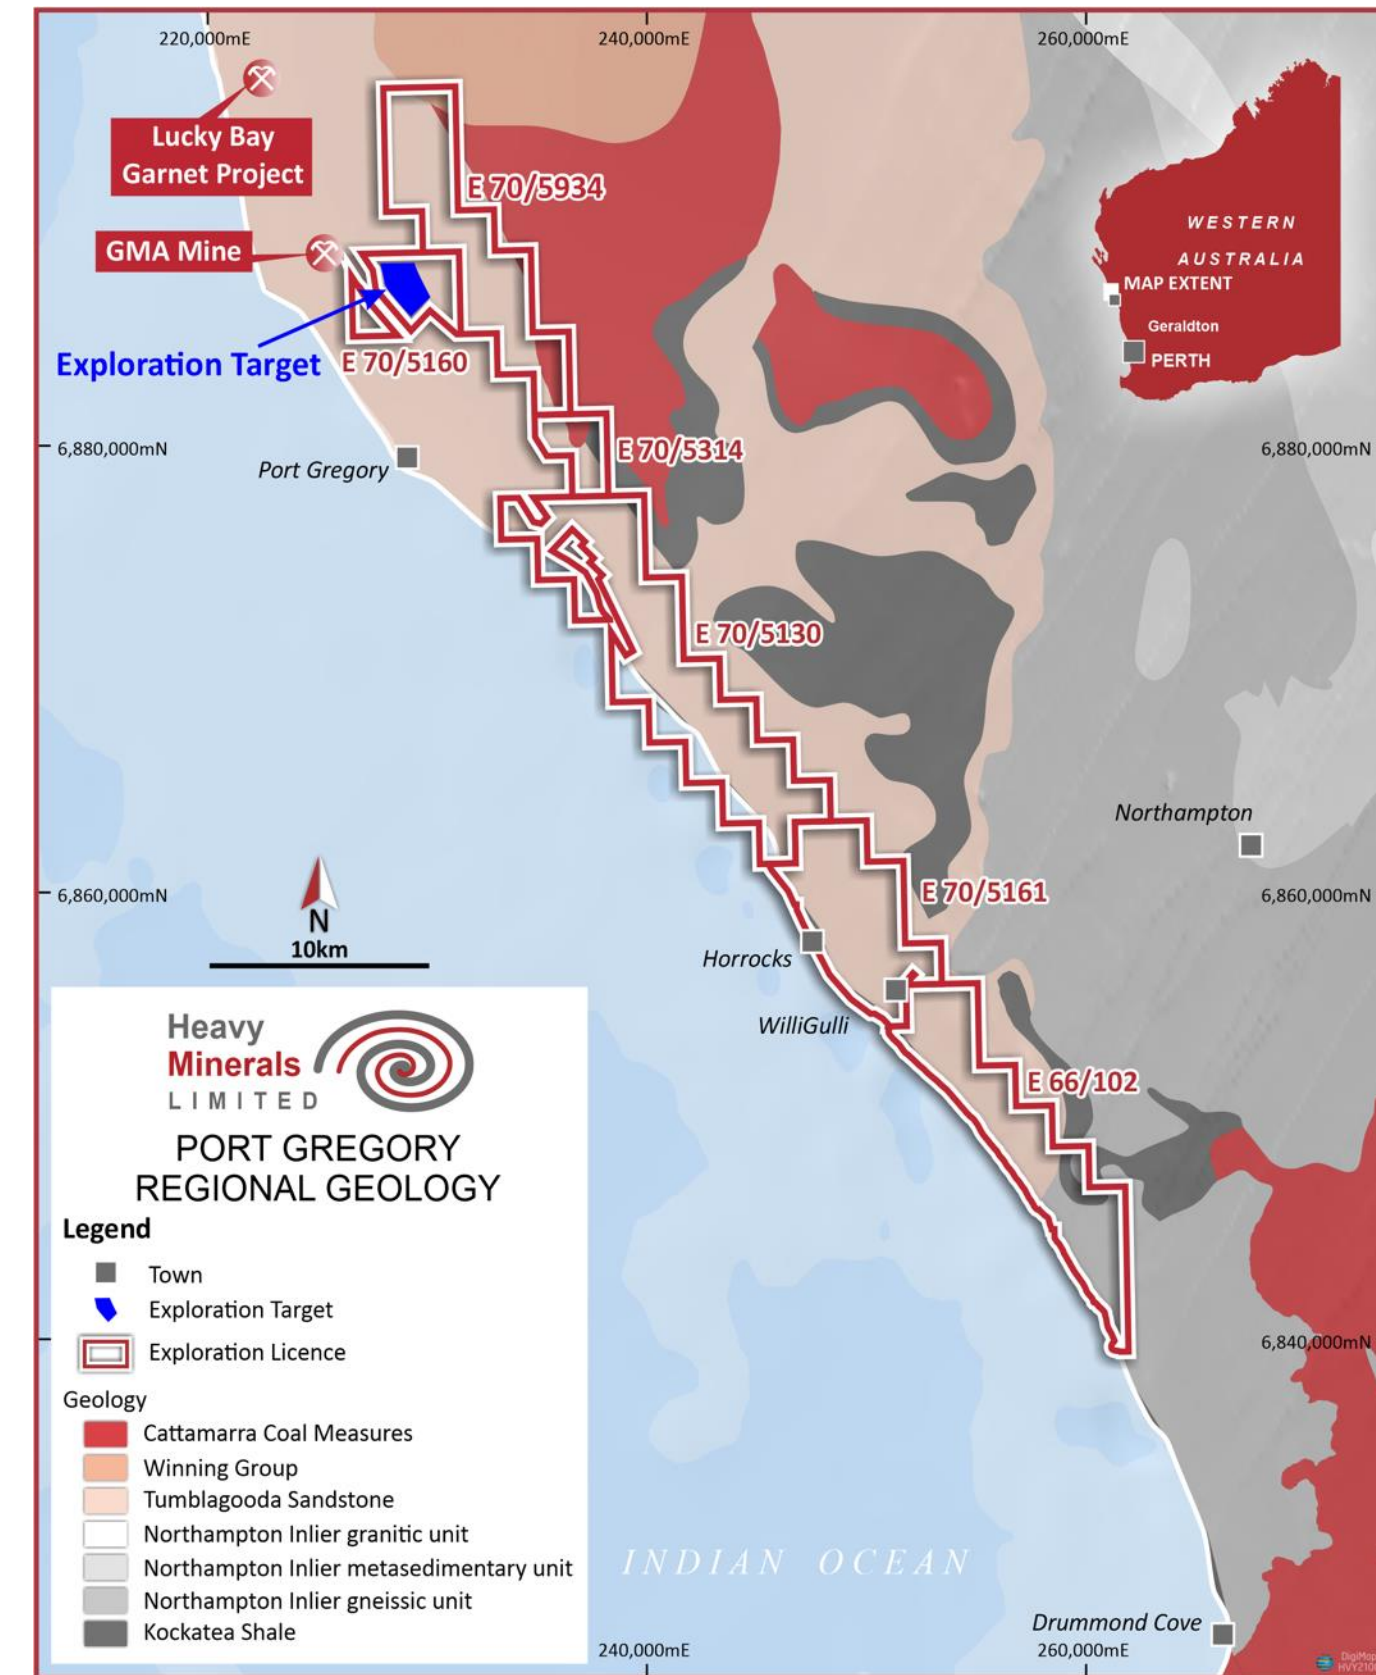 220,000mE
240,000mE
260,000mE
Lucky Bay
Garnet Project
E 70/5934
GMA Mine
WESTERN
AUSTRALIA
MAP EXTENT
Geraldton
PERTH
Exploration Target
E 70/5160
6,880,000mN
6,880,000mN
Port Gregory
E 70/5314
E 70/5130
Northampton
6,860,000mN
6,860,000mN
E 70/5161
N
10km
Horrocks
WilliGulli
E 66/102
Heavy
Minerals
LIMITED
PORT GREGORY
REGIONAL GEOLOGY
Legend
Town
Exploration Target
Exploration Licence
6,840,000mN
Geology
Cattamarra Coal Measures
Winning Group
Tumblagooda Sandstone
Northampton Inlier granitic unit
Northampton Inlier metasedimentary unit
Northampton Inlier gneissic unit
Kockatea Shale
INDIAN OCEAN
Drummond Cove
240,000mE
260,000mE